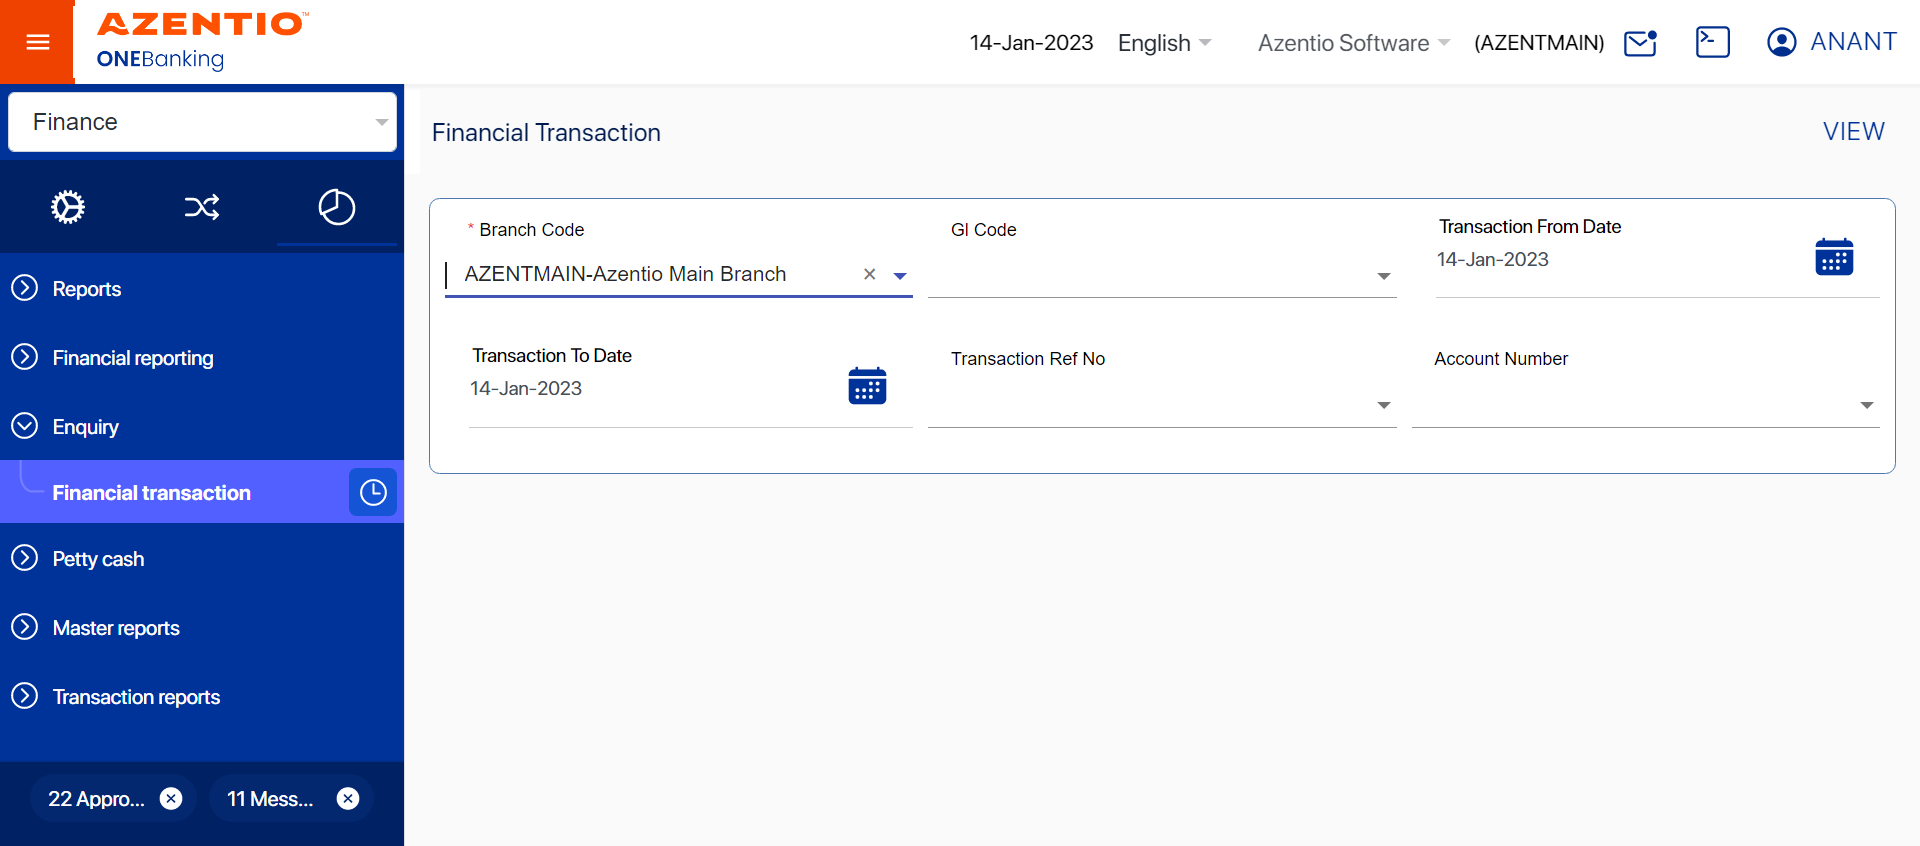 AZENTIO™
ONEBanking
14-Jan-2023
English
Azentio Software
(AZENTMAIN)
ANANT
Finance
Reports
Financial reporting
Enquiry
Financial transaction
Petty cash
Master reports
Transaction reports
22 Appro...
11 Mess...
Financial Transaction
VIEW
* Branch Code
AZENTMAIN-Azentio Main Branch
Gl Code
Transaction From Date
14-Jan-2023
Transaction To Date
14-Jan-2023
Transaction Ref No
Account Number